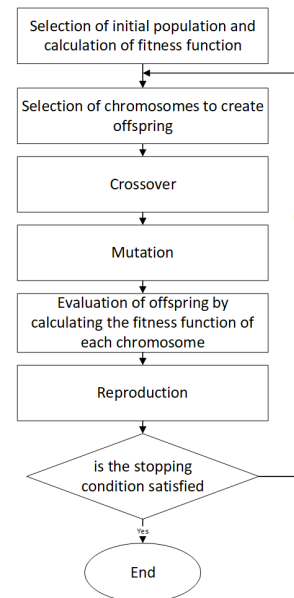 Selection of initial population and
calculation of fitness function
Selection of chromosomes to create
offspring
Crossover
Mutation
Evaluation of offspring by
calculating the fitness function of
each chromosome
Reproduction
is the stopping
condition satisfied
Yes
End